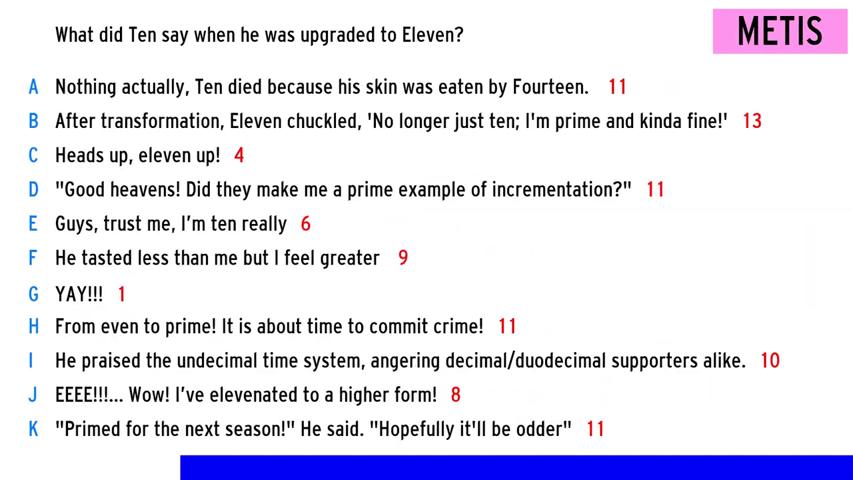 What did Ten say when he was upgraded to Eleven?
METIS
A Nothing actually, Ten died because his skin was eaten by Fourteen. 11
B After transformation, Eleven chuckled, 'No longer just ten; I'm prime and kinda fine!' 13
C Heads up, eleven up! 4
D "Good heavens! Did they make me a prime example of incrementation?" 11
E Guys, trust me, I’m ten really 6
F He tasted less than me but I feel greater 9
G YAY!!! 1
H From even to prime! It is about time to commit crime! 11
I He praised the undecimal time system, angering decimal/duodecimal supporters alike. 10
J EEEE!!!... Wow! I’ve elevenated to a higher form! 8
K "Primed for the next season!" He said. "Hopefully it'll be odder" 11